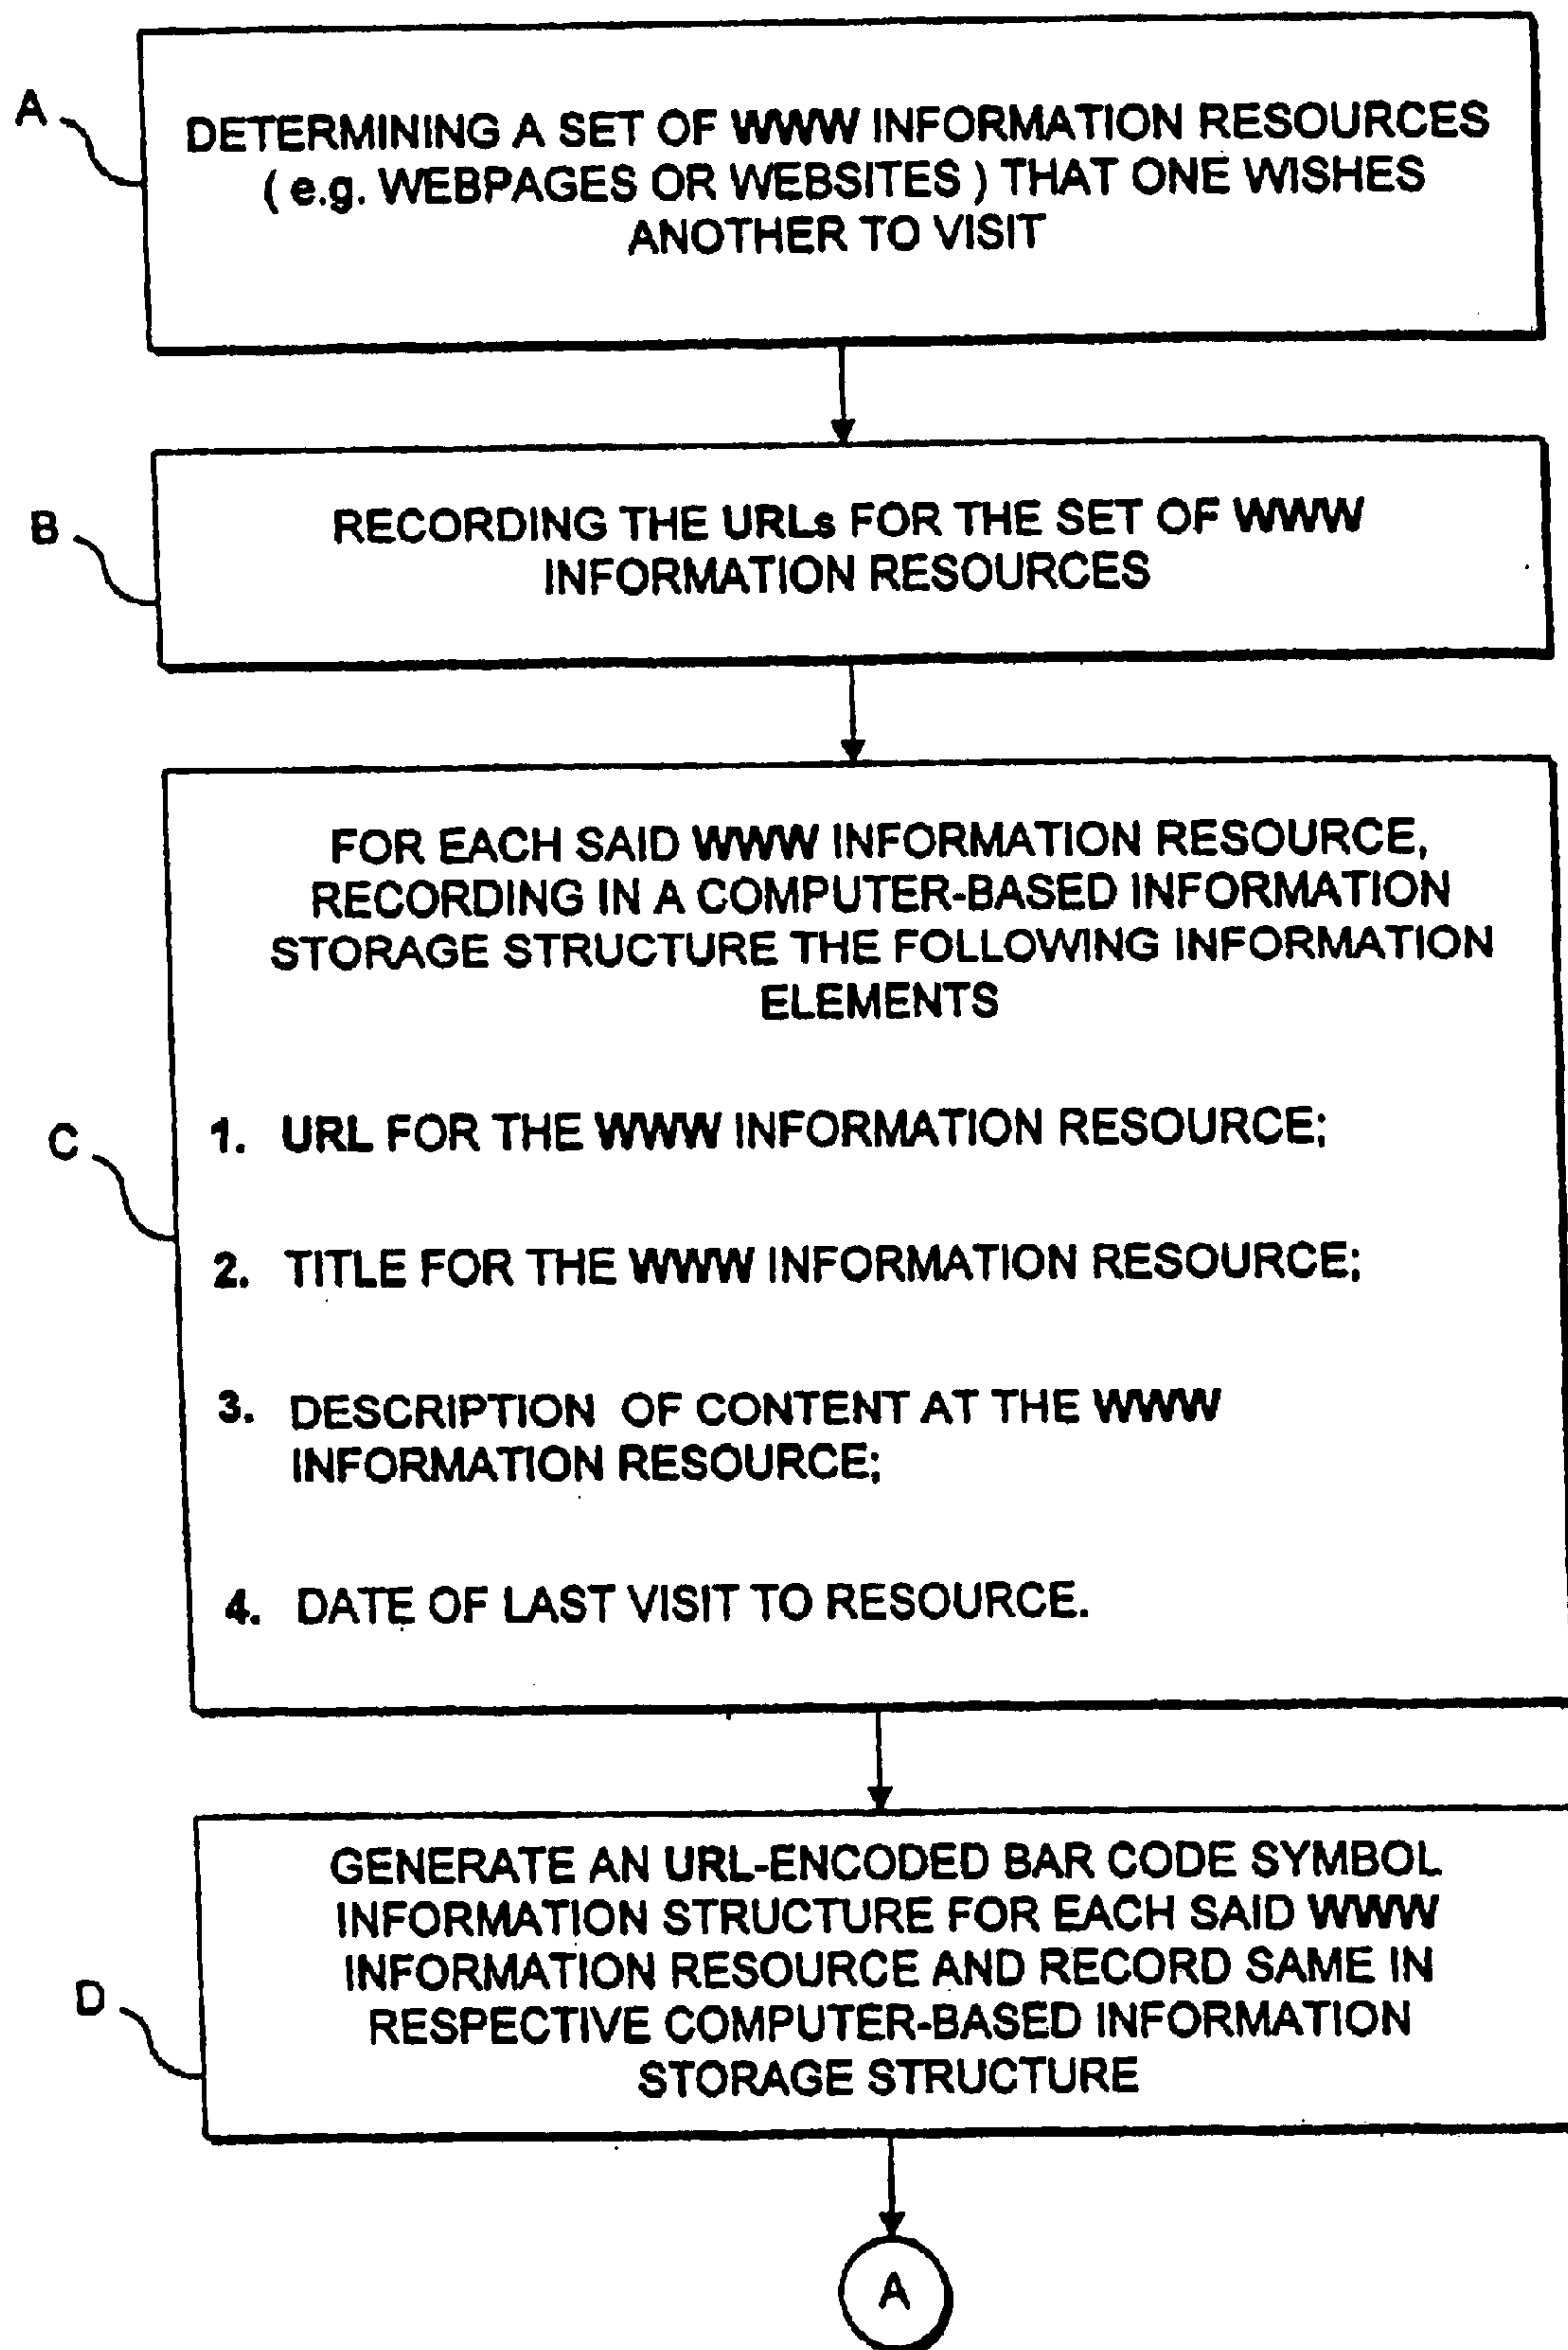 A
DETERMINING A SET OF WWW INFORMATION RESOURCES
( e.g. WEBPAGES OR WEBSITES ) THAT ONE WISHES
ANOTHER TO VISIT
B
RECORDING THE URLs FOR THE SET OF WWW
INFORMATION RESOURCES
FOR EACH SAID WWW INFORMATION RESOURCE,
RECORDING IN A COMPUTER-BASED INFORMATION
STORAGE STRUCTURE THE FOLLOWING INFORMATION
ELEMENTS
C
1. URL FOR THE WWW INFORMATION RESOURCE;
2. TITLE FOR THE WWW INFORMATION RESOURCE;
3. DESCRIPTION OF CONTENT AT THE WWW
INFORMATION RESOURCE;
4. DATE OF LAST VISIT TO RESOURCE.
D
GENERATE AN URL-ENCODED BAR CODE SYMBOL
INFORMATION STRUCTURE FOR EACH SAID WWW
INFORMATION RESOURCE AND RECORD SAME IN
RESPECTIVE COMPUTER-BASED INFORMATION
STORAGE STRUCTURE
A